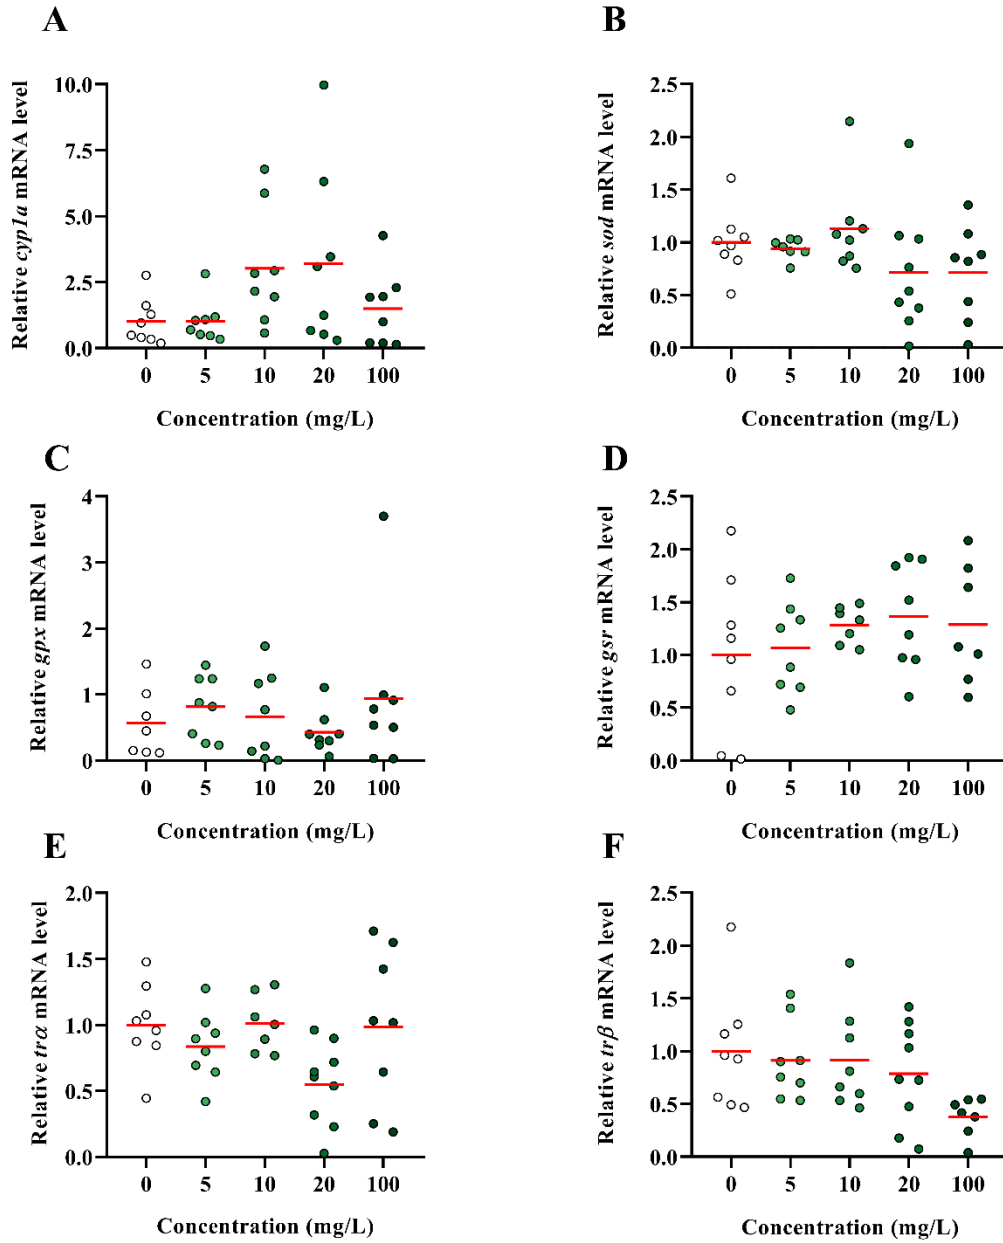 A
Relative cyp1a mRNA level
10.0
7.5
5.0
2.5
0.0
0 5 10 20 100
Concentration (mg/L)
B
Relative sod mRNA level
2.5
2.0
1.5
1.0
0.5
0.0
0 5 10 20 100
Concentration (mg/L)
C
Relative gpx mRNA level
4
3
2
1
0
0 5 10 20 100
Concentration (mg/L)
D
Relative gsr mRNA level
2.5
2.0
1.5
1.0
0.5
0.0
0 5 10 20 100
Concentration (mg/L)
E
Relative trα mRNA level
2.0
1.5
1.0
0.5
0.0
0 5 10 20 100
Concentration (mg/L)
F
Relative trβ mRNA level
2.5
2.0
1.5
1.0
0.5
0.0
0 5 10 20 100
Concentration (mg/L)